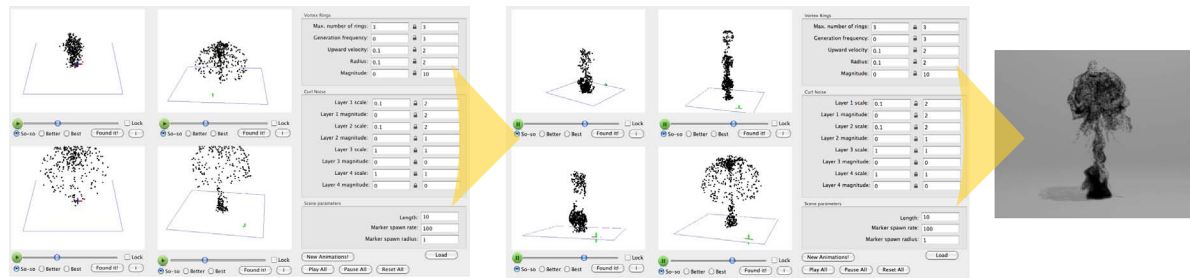 Vortex Rings
Max. number of rings: 3 3
Generation frequency: 0 3
Upward velocity: 0.1 2
Radius: 0.1 2
Magnitude: 0 10
Curl Noise
Layer 1 scale: 0.1 2
Layer 1 magnitude: 0 2
Layer 2 scale: 0.1 2
Layer 2 magnitude: 0 1
Layer 3 scale: 1 1
Layer 3 magnitude: 0 0
Layer 4 scale: 1 1
Layer 4 magnitude: 0 0
Scene parameters
Length: 10
Marker spawn rate: 100
Marker spawn radius: 1
New Animations! Load
Play All Pause All Reset All
Lock Lock
So-so Better Best Found it! i So-so Better Best Found it! i
Lock Lock
So-so Better Best Found it! i So-so Better Best Found it! i
Vortex Rings
Max. number of rings: 3 3
Generation frequency: 0 3
Upward velocity: 0.1 2
Radius: 0.1 2
Magnitude: 0 10
Curl Noise
Layer 1 scale: 0.1 2
Layer 1 magnitude: 0 2
Layer 2 scale: 0.1 2
Layer 2 magnitude: 0 1
Layer 3 scale: 1 1
Layer 3 magnitude: 0 0
Layer 4 scale: 1 1
Layer 4 magnitude: 0 0
Scene parameters
Length: 10
Marker spawn rate: 100
Marker spawn radius: 1
New Animations! Load
Play All Pause All Reset All
Lock Lock
So-so Better Best Found it! i So-so Better Best Found it! i
Lock Lock
So-so Better Best Found it! i So-so Better Best Found it! i